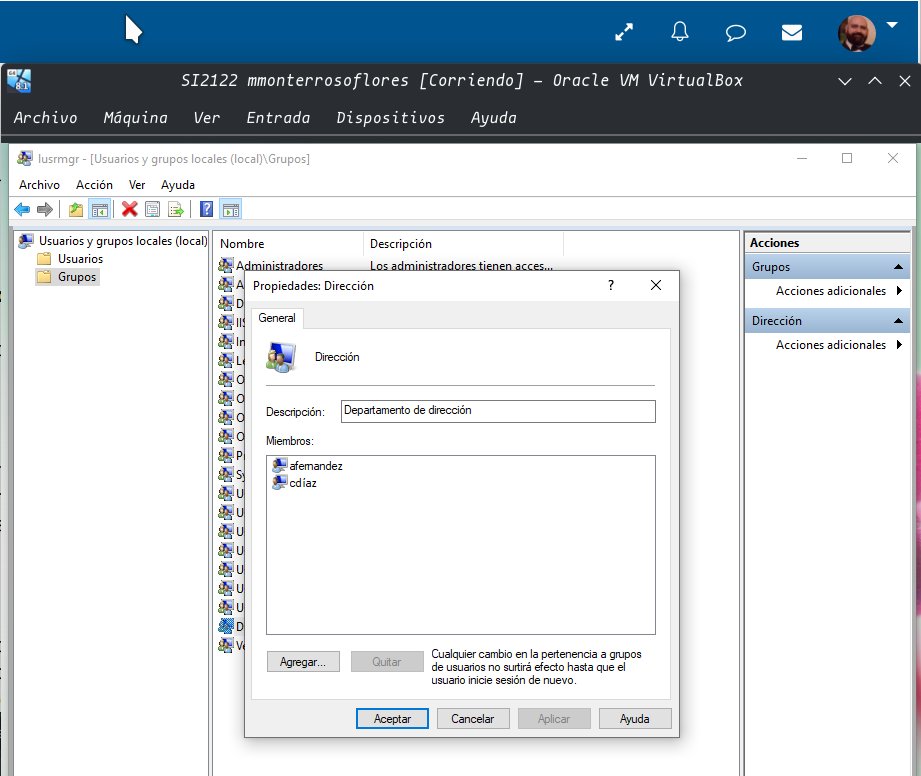 SI2122 mmonterrosoflores [Corriendo] – Oracle VM VirtualBox
Archivo Máquina Ver Entrada Dispositivos Ayuda
lusrmgr - [Usuarios y grupos locales (local)\Grupos]
Archivo Acción Ver Ayuda
Usuarios y grupos locales (local)
Usuarios
Grupos
Nombre Descripción
Administradores Los administradores tienen acces...
Acciones
Grupos
Acciones adicionales
Dirección
Acciones adicionales
Propiedades: Dirección
General
Dirección
Descripción: Departamento de dirección
Miembros:
afernandez
cdíaz
Agregar... Quitar
Cualquier cambio en la pertenencia a grupos
de usuarios no surtirá efecto hasta que el
usuario inicie sesión de nuevo.
Aceptar Cancelar Aplicar Ayuda